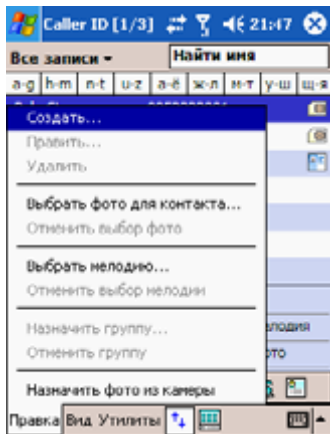 Caller ID [1/3] 21:47
Все записи Найти имя
a-g h-m n-t u-z а-ё ж-л м-т у-ш щ-я
Создать...
Править...
Удалить
Выбрать фото для контакта...
Отменить выбор фото
Выбрать мелодию...
Отменить выбор мелодии
Назначить группу...
Отменить группу
Назначить фото из камеры
Правка Вид Утилиты